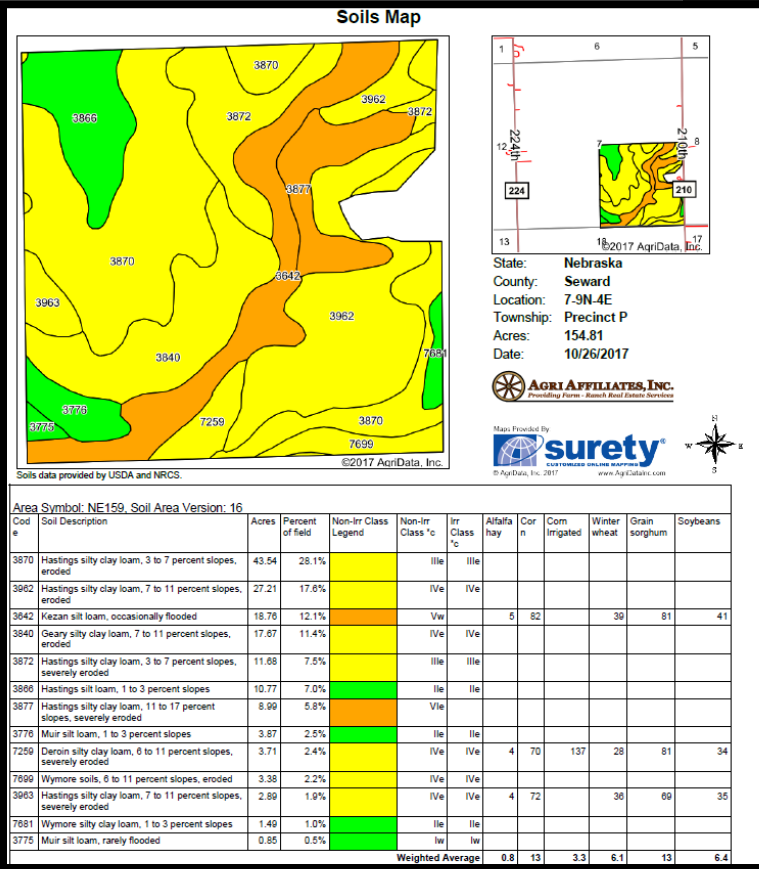 Soils Map
3870
3962
3872
3866
3872
3877
3870
3642
3963
3962
3840
7681
3776
3775
7259
3870
7699
©2017 AgriData, Inc.
Soils data provided by USDA and NRCS.
1
6
5
12
224th
7
210th
8
224
210
13
18
17
©2017 AgriData, Inc.
State: Nebraska
County: Seward
Location: 7-9N-4E
Township: Precinct P
Acres: 154.81
Date: 10/26/2017
AGRI AFFILIATES, INC.
Providing Farm - Ranch Real Estate Services
Maps Provided By
surety®
CUSTOMIZED ONLINE MAPPING
© AgriData, Inc. 2017 www.AgriDataInc.com
N
W E
S
Area Symbol: NE159, Soil Area Version: 16
Code Soil Description Acres Percent of field Non-Irr Class Legend Non-Irr Class *c Irr Class *c Alfalfa hay Corn Corn Irrigated Winter wheat Grain sorghum Soybeans
3870 Hastings silty clay loam, 3 to 7 percent slopes, eroded 43.54 28.1% IIIe IIIe
3962 Hastings silty clay loam, 7 to 11 percent slopes, eroded 27.21 17.6% IVe IVe
3642 Kezan silt loam, occasionally flooded 18.76 12.1% Vw 5 82 39 81 41
3840 Geary silty clay loam, 7 to 11 percent slopes, eroded 17.67 11.4% IVe IVe
3872 Hastings silty clay loam, 3 to 7 percent slopes, severely eroded 11.68 7.5% IIIe IIIe
3866 Hastings silt loam, 1 to 3 percent slopes 10.77 7.0% IIe IIe
3877 Hastings silty clay loam, 11 to 17 percent slopes, severely eroded 8.99 5.8% VIe
3776 Muir silt loam, 1 to 3 percent slopes 3.87 2.5% IIe IIe
7259 Deroin silty clay loam, 6 to 11 percent slopes, severely eroded 3.71 2.4% IVe IVe 4 70 137 28 81 34
7699 Wymore soils, 6 to 11 percent slopes, eroded 3.38 2.2% IVe IVe
3963 Hastings silty clay loam, 7 to 11 percent slopes, severely eroded 2.89 1.9% IVe IVe 4 72 36 69 35
7681 Wymore silty clay loam, 1 to 3 percent slopes 1.49 1.0% IIe IIe
3775 Muir silt loam, rarely flooded 0.85 0.5% Iw Iw
Weighted Average 0.8 13 3.3 6.1 13 6.4